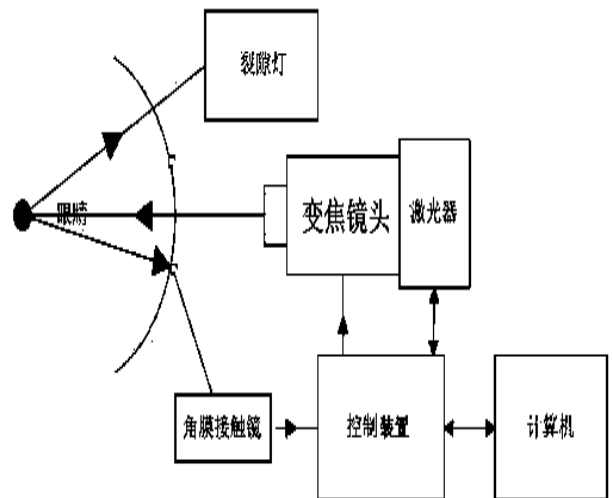 裂隙灯
眼睛
变焦镜头
激光器
角膜接触镜
控制装置
计算机